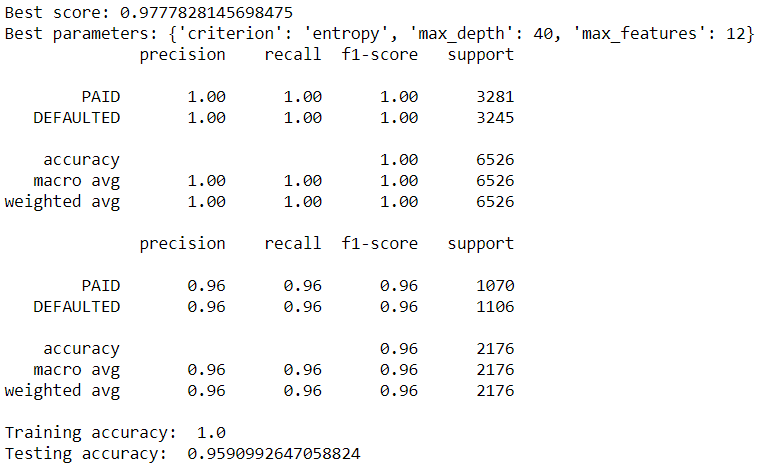 Best score: 0.9777828145698475
Best parameters: {'criterion': 'entropy', 'max_depth': 40, 'max_features': 12}
precision recall f1-score support
PAID 1.00 1.00 1.00 3281
DEFAULTED 1.00 1.00 1.00 3245
accuracy 1.00 6526
macro avg 1.00 1.00 1.00 6526
weighted avg 1.00 1.00 1.00 6526
precision recall f1-score support
PAID 0.96 0.96 0.96 1070
DEFAULTED 0.96 0.96 0.96 1106
accuracy 0.96 2176
macro avg 0.96 0.96 0.96 2176
weighted avg 0.96 0.96 0.96 2176
Training accuracy: 1.0
Testing accuracy: 0.9590992647058824